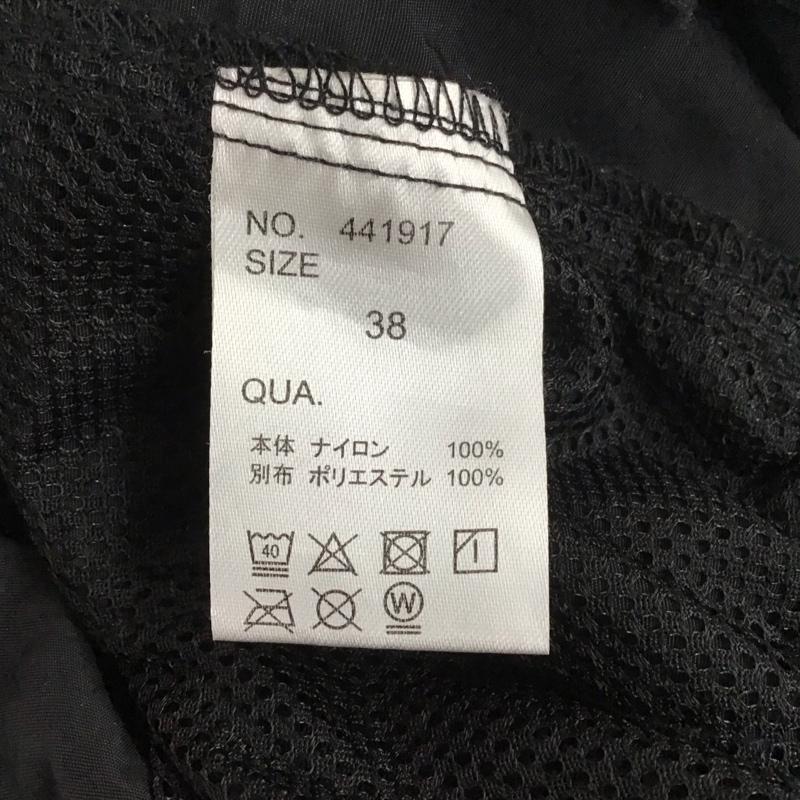 NO. 441917
SIZE
38
QUA.
本体 ナイロン 100%
別布 ポリエステル 100%
40
W